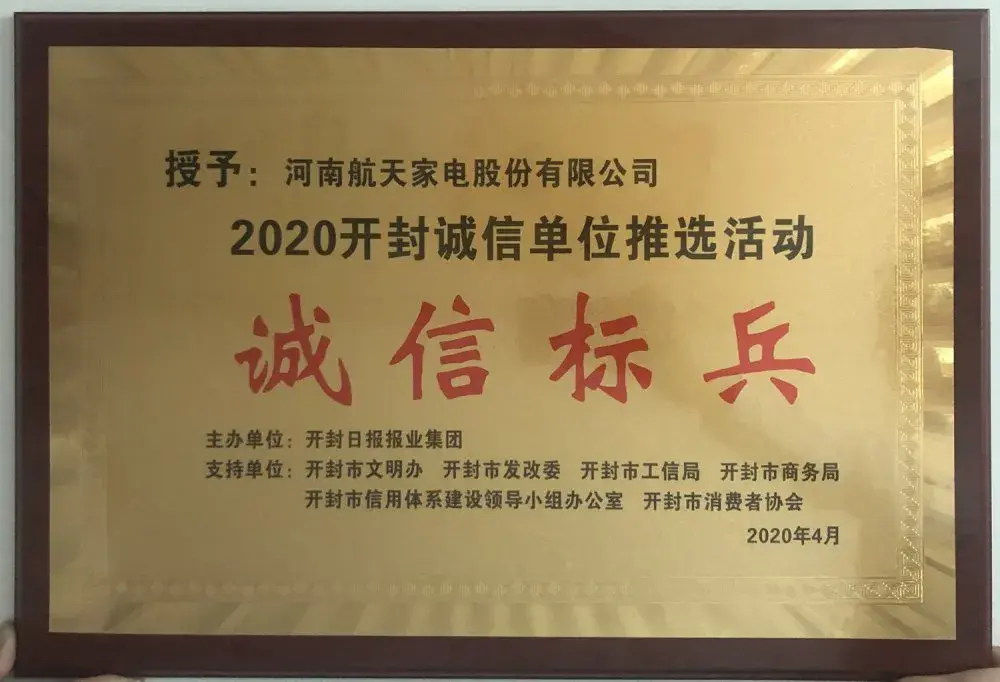 授予：河南航天家电股份有限公司
2020开封诚信单位推选活动
诚信标兵
主办单位：开封日报报业集团
支持单位：开封市文明办 开封市发改委 开封市工信局 开封市商务局
开封市信用体系建设领导小组办公室 开封市消费者协会
2020年4月